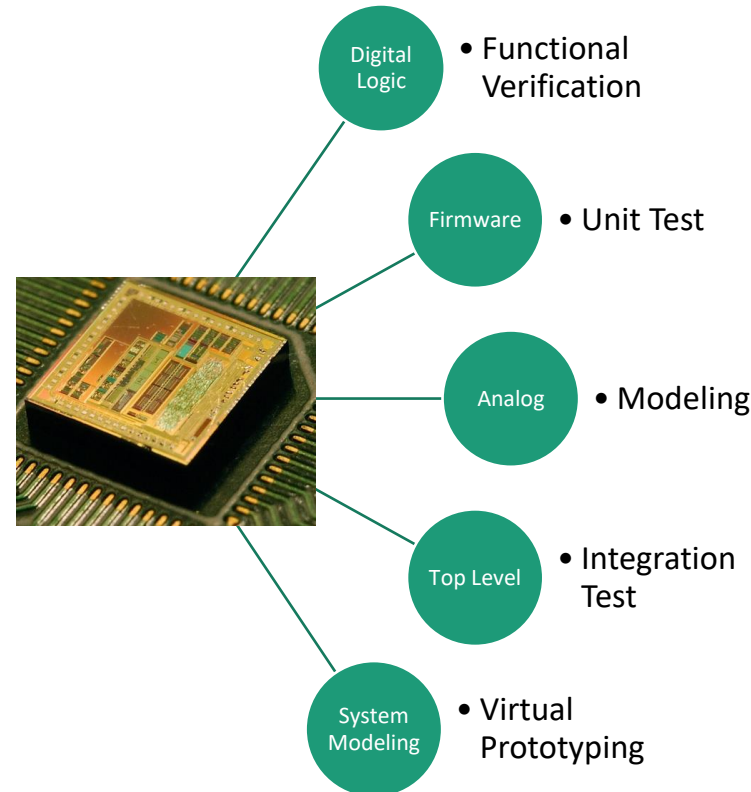 Digital
Logic
• Functional
Verification
Firmware
• Unit Test
Analog
• Modeling
Top Level
• Integration
Test
System
Modeling
• Virtual
Prototyping